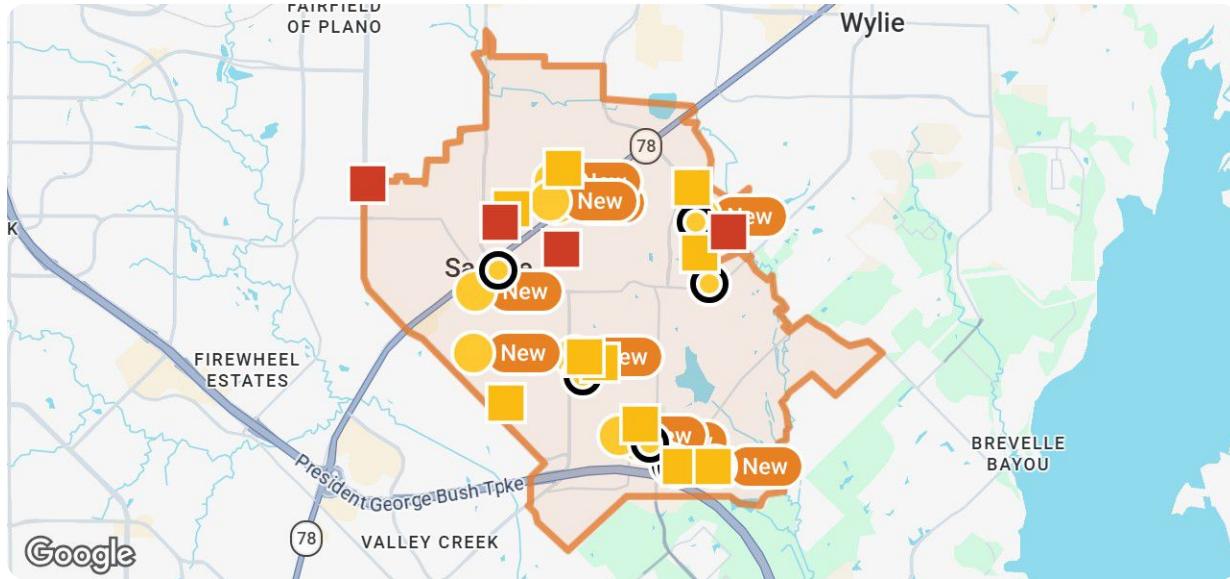 FAIRFIELD
OF PLANO
Wylie
78
New
New
New
K
New
New
FIREWHEEL
ESTATES
BREVELLE
BAYOU
New
President George Bush Tpke
78
VALLEY CREEK
Google